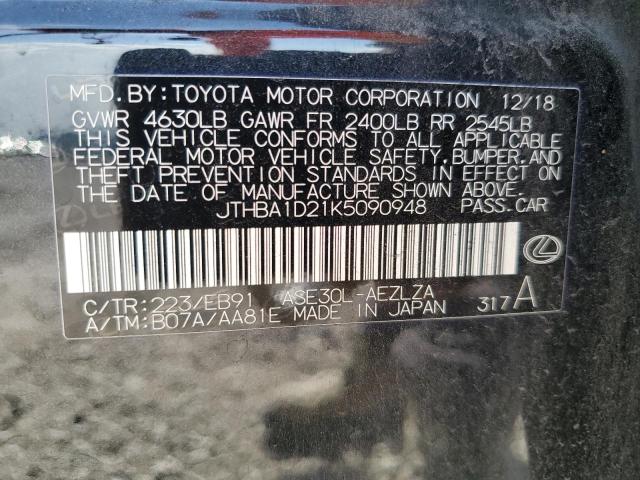 MFD.BY:TOYOTA MOTOR CORPORATION 12/18
GVWR 4630LB GAWR FR 2400LB RR 2545LB
THIS VEHICLE CONFORMS TO ALL APPLICABLE
FEDERAL MOTOR VEHICLE SAFETY,BUMPER,AND
THEFT PREVENTION STANDARDS IN EFFECT ON
THE DATE OF MANUFACTURE SHOWN ABOVE.
JTHBA1D21K5090948 PASS.CAR
C/TR:223/EB91 ASE30L-AEZLZA
A/TM:B07A/AA81E MADE IN JAPAN 317A